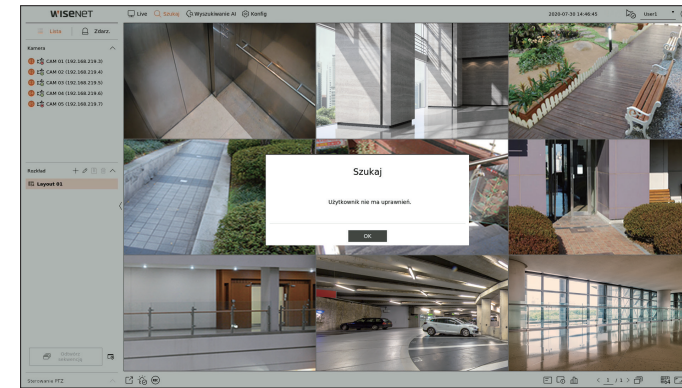 WISENET
Live Szukaj Wyszukiwanie AI Konfig
2020-07-30 14:46:45 User1
Lista Zdarz.
Kamera
CAM 01 (192.168.219.3)
CAM 02 (192.168.219.4)
CAM 03 (192.168.219.5)
CAM 04 (192.168.219.6)
CAM 05 (192.168.219.7)
Rozkład
Layout 01
Szukaj
Użytkownik nie ma uprawnień.
OK
sekwencja
Sterowanie PTZ
1 / 1